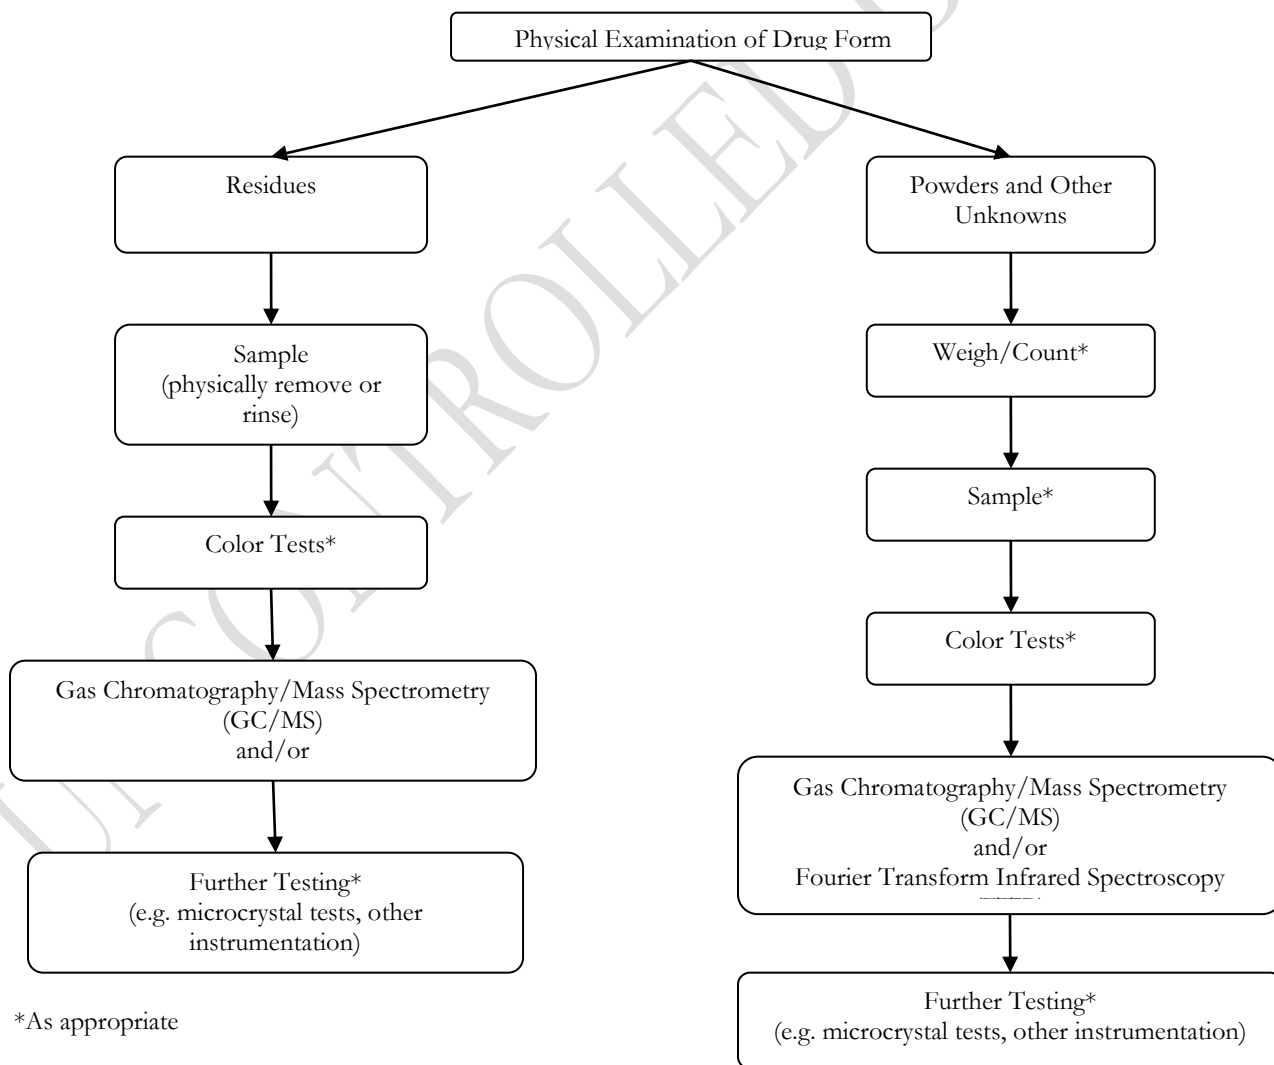 Physical Examination of Drug Form
Residues
Sample
(physically remove or
rinse)
Color Tests*
Gas Chromatography/Mass Spectrometry
(GC/MS)
and/or
Further Testing*
(e.g. microcrystal tests, other
instrumentation)
*As appropriate
Powders and Other
Unknowns
Weigh/Count*
Sample*
Color Tests*
Gas Chromatography/Mass Spectrometry
(GC/MS)
and/or
Fourier Transform Infrared Spectroscopy
Further Testing*
(e.g. microcrystal tests, other instrumentation)